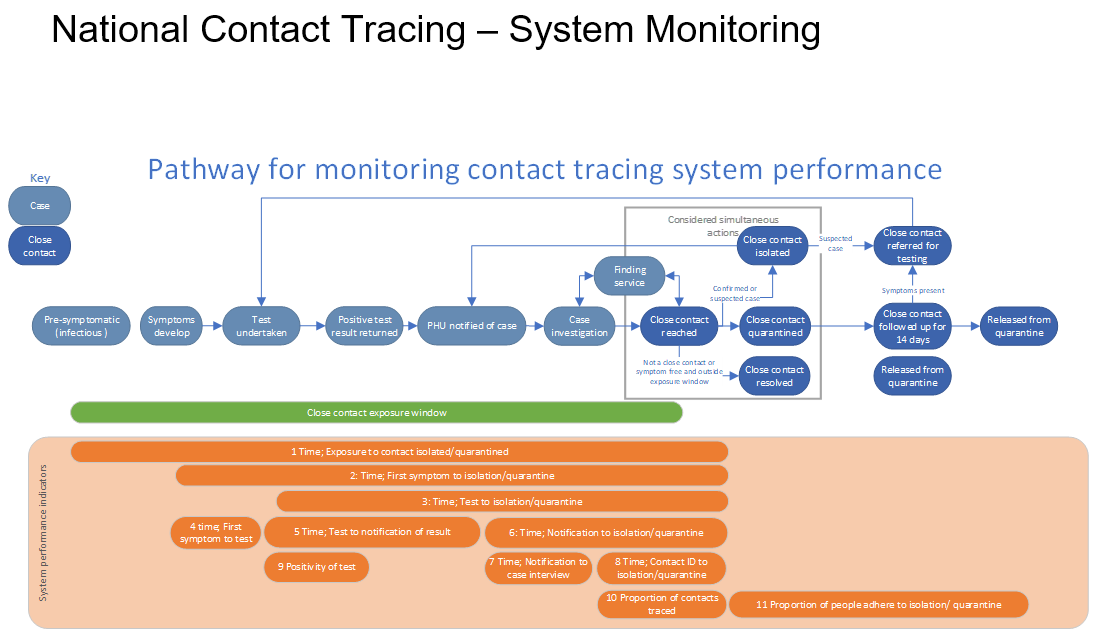 National Contact Tracing – System Monitoring
Pathway for monitoring contact tracing system performance
Key
Case
Close
contact
Considered simultaneous
actions
Close contact
isolated
Suspected
case
Close contact
referred for
testing
Finding
service
Confirmed or
suspected case
Symptoms present
Pre-symptomatic
(infectious )
Symptoms
develop
Test
undertaken
Positive test
result returned
PHU notified of case
Case
investigation
Close contact
reached
Close contact
quarantined
Close contact
followed up for
14 days
Released from
quarantine
Not a close contact or
symptom free and outside
exposure window
Close contact
resolved
Released from
quarantine
Close contact exposure window
System performance indicators
1 Time; Exposure to contact isolated/quarantined
2: Time; First symptom to isolation/quarantine
3: Time; Test to isolation/quarantine
4 time; First
symptom to test
5 Time; Test to notification of result
6: Time; Notification to isolation/quarantine
9 Positivity of test
7 Time; Notification to
case interview
8 Time; Contact ID to
isolation/quarantine
10 Proportion of contacts
traced
11 Proportion of people adhere to isolation/ quarantine